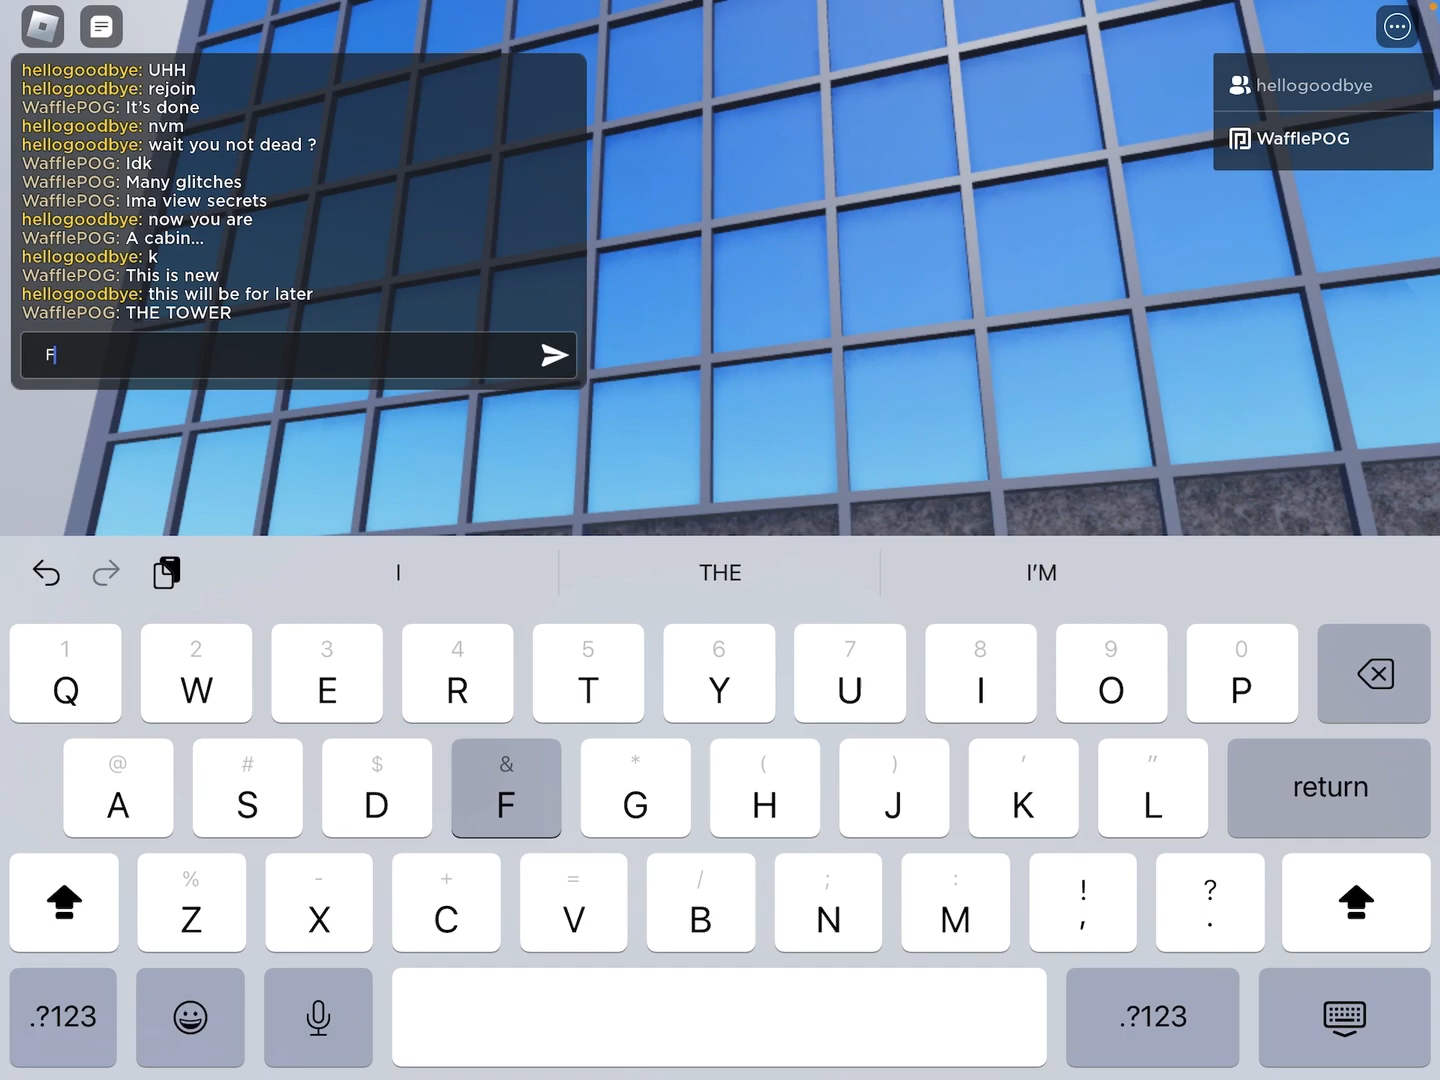 hellogoodbye: UHH
hellogoodbye: rejoin
WafflePOG: It's done
hellogoodbye: nvm
hellogoodbye: wait you not dead ?
WafflePOG: Idk
WafflePOG: Many glitches
WafflePOG: Ima view secrets
hellogoodbye: now you are
WafflePOG: A cabin...
hellogoodbye: k
WafflePOG: This is new
hellogoodbye: this will be for later
WafflePOG: THE TOWER
F
hellogoodbye
WafflePOG
I THE I'M
1 2 3 4 5 6 7 8 9 0
Q W E R T Y U I O P
@ # $ & * ( ) ' "
A S D F G H J K L return
% - + = / ; : ! ?
Z X C V B N M , .
.?123 .?123